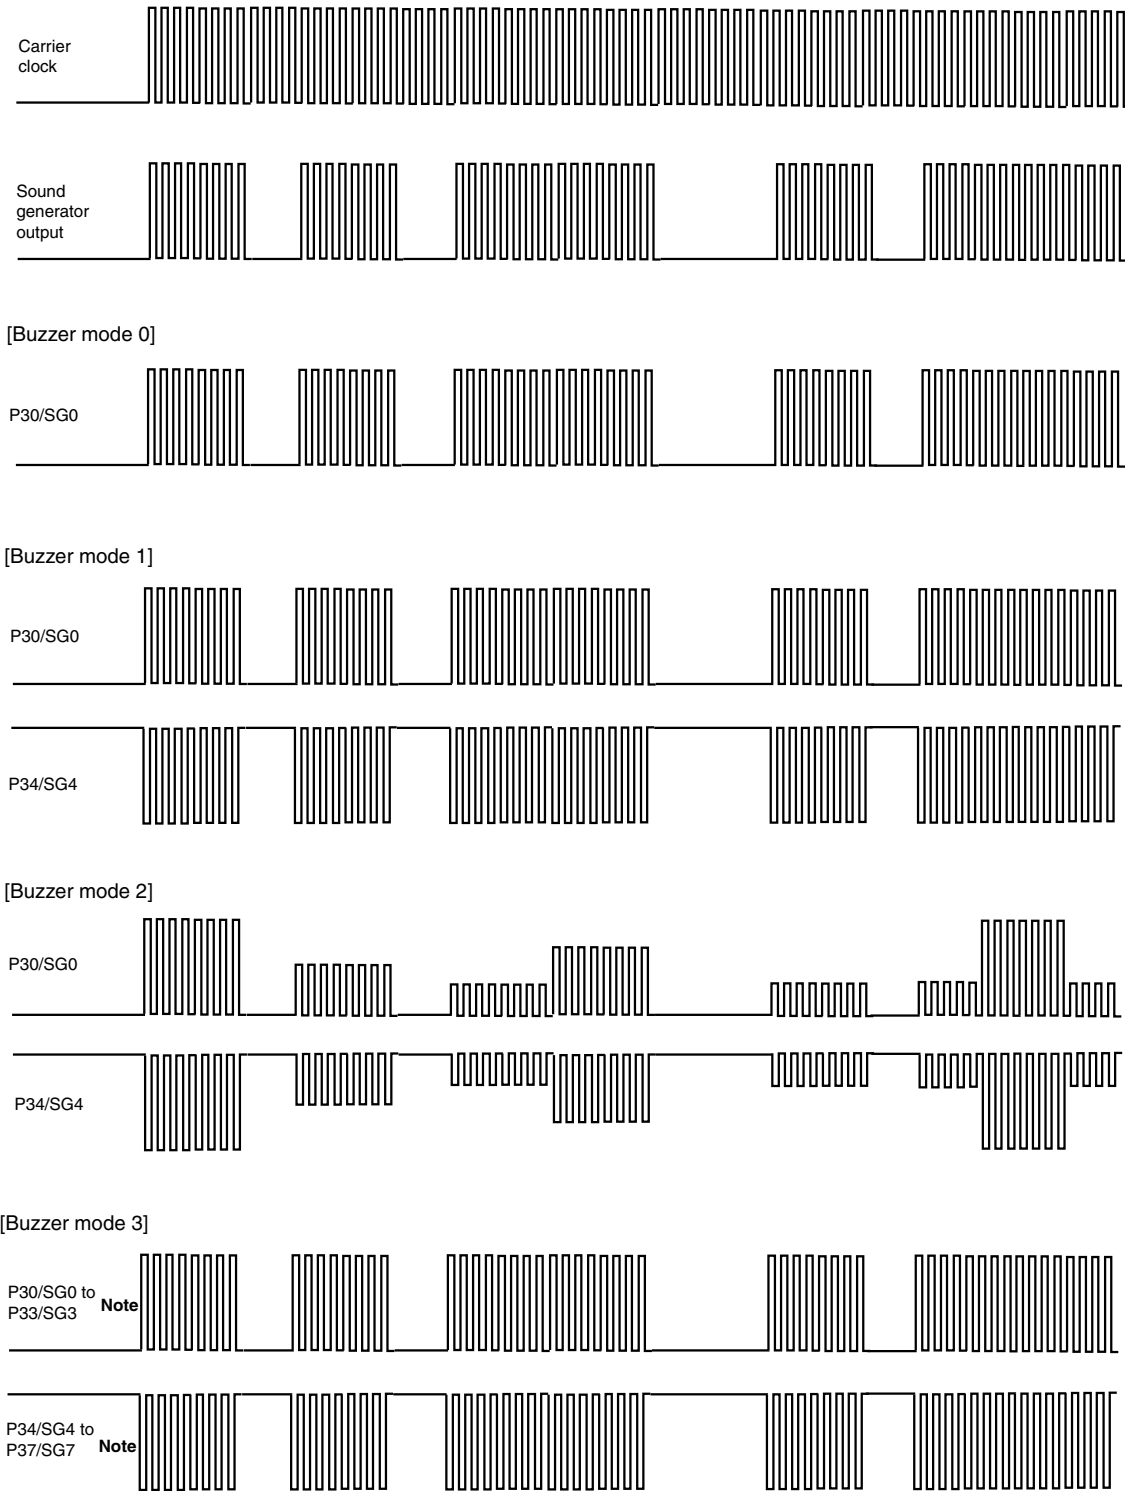 Carrier
clock
Sound
generator
output
[Buzzer mode 0]
P30/SG0
[Buzzer mode 1]
P30/SG0
P34/SG4
[Buzzer mode 2]
P30/SG0
P34/SG4
[Buzzer mode 3]
P30/SG0 to
P33/SG3 Note
P34/SG4 to
P37/SG7 Note